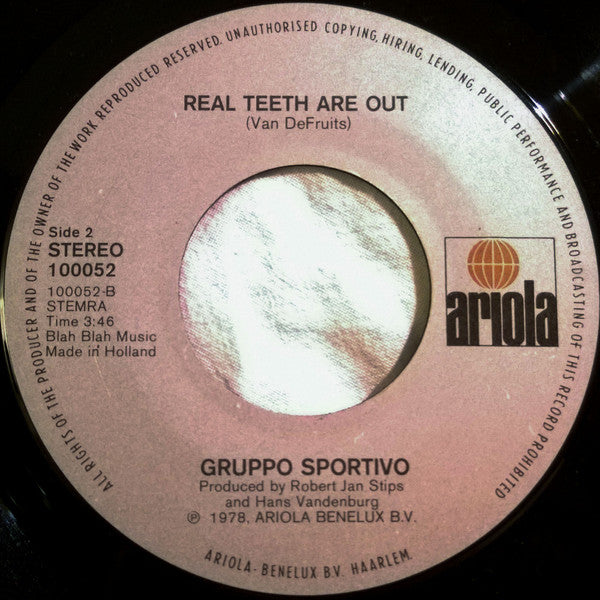 ALL RIGHTS OF THE PRODUCER AND OF THE OWNER OF THE WORK REPRODUCED RESERVED. UNAUTHORISED COPYING, HIRING, LENDING, PUBLIC PERFORMANCE AND BROADCASTING OF THIS RECORD PROHIBITED
REAL TEETH ARE OUT
(Van DeFruits)
Side 2
STEREO
100052
100052-B
STEMRA
Time 3:46
Blah Blah Music
Made in Holland
ariola
GRUPPO SPORTIVO
Produced by Robert Jan Stips
and Hans Vandenburg
℗ 1978, ARIOLA BENELUX B.V.
ARIOLA-BENELUX B.V. HAARLEM.